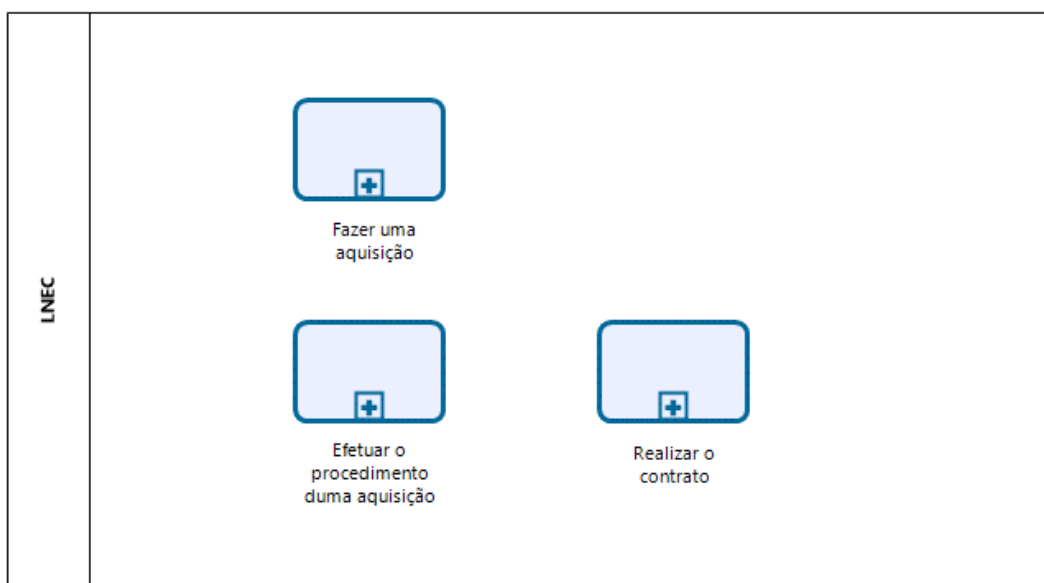 LNEC
Fazer uma
aquisição
Efetuar o
procedimento
duma aquisição
Realizar o
contrato